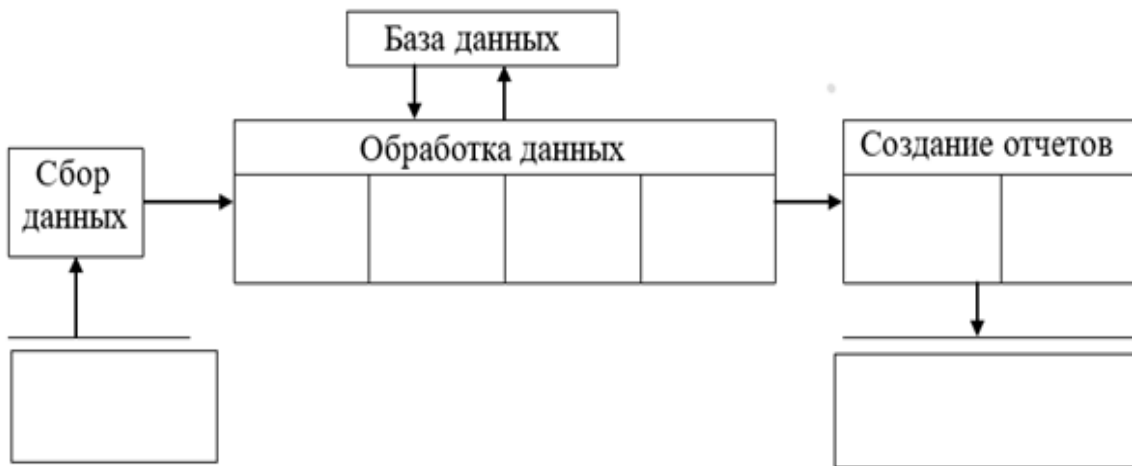 База данных
Обработка данных
Создание отчетов
Сбор
данных